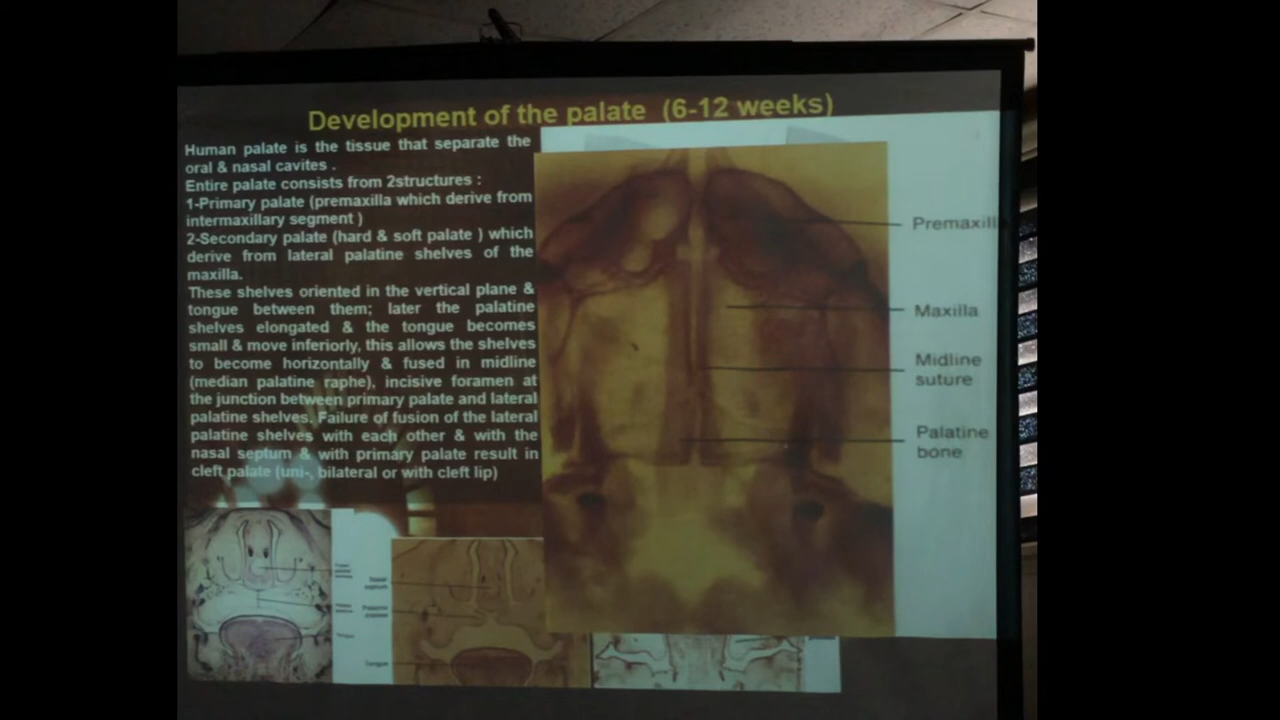 Development of the palate (6-12 weeks)
Human palate is the tissue that separate the
oral & nasal cavites .
Entire palate consists from 2structures :
1-Primary palate (premaxilla which derive from
intermaxillary segment )
2-Secondary palate (hard & soft palate ) which
derive from lateral palatine shelves of the
maxilla.
These shelves oriented in the vertical plane &
tongue between them; later the palatine
shelves elongated & the tongue becomes
small & move inferiorly, this allows the shelves
to become horizontally & fused in midline
(median palatine raphe), incisive foramen at
the junction between primary palate and lateral
palatine shelves. Failure of fusion of the lateral
palatine shelves with each other & with the
nasal septum & with primary palate result in
cleft palate (uni-, bilateral or with cleft lip)
Premaxilla
Maxilla
Midline
suture
Palatine
bone
Nasal
septum
Tongue
Tongue